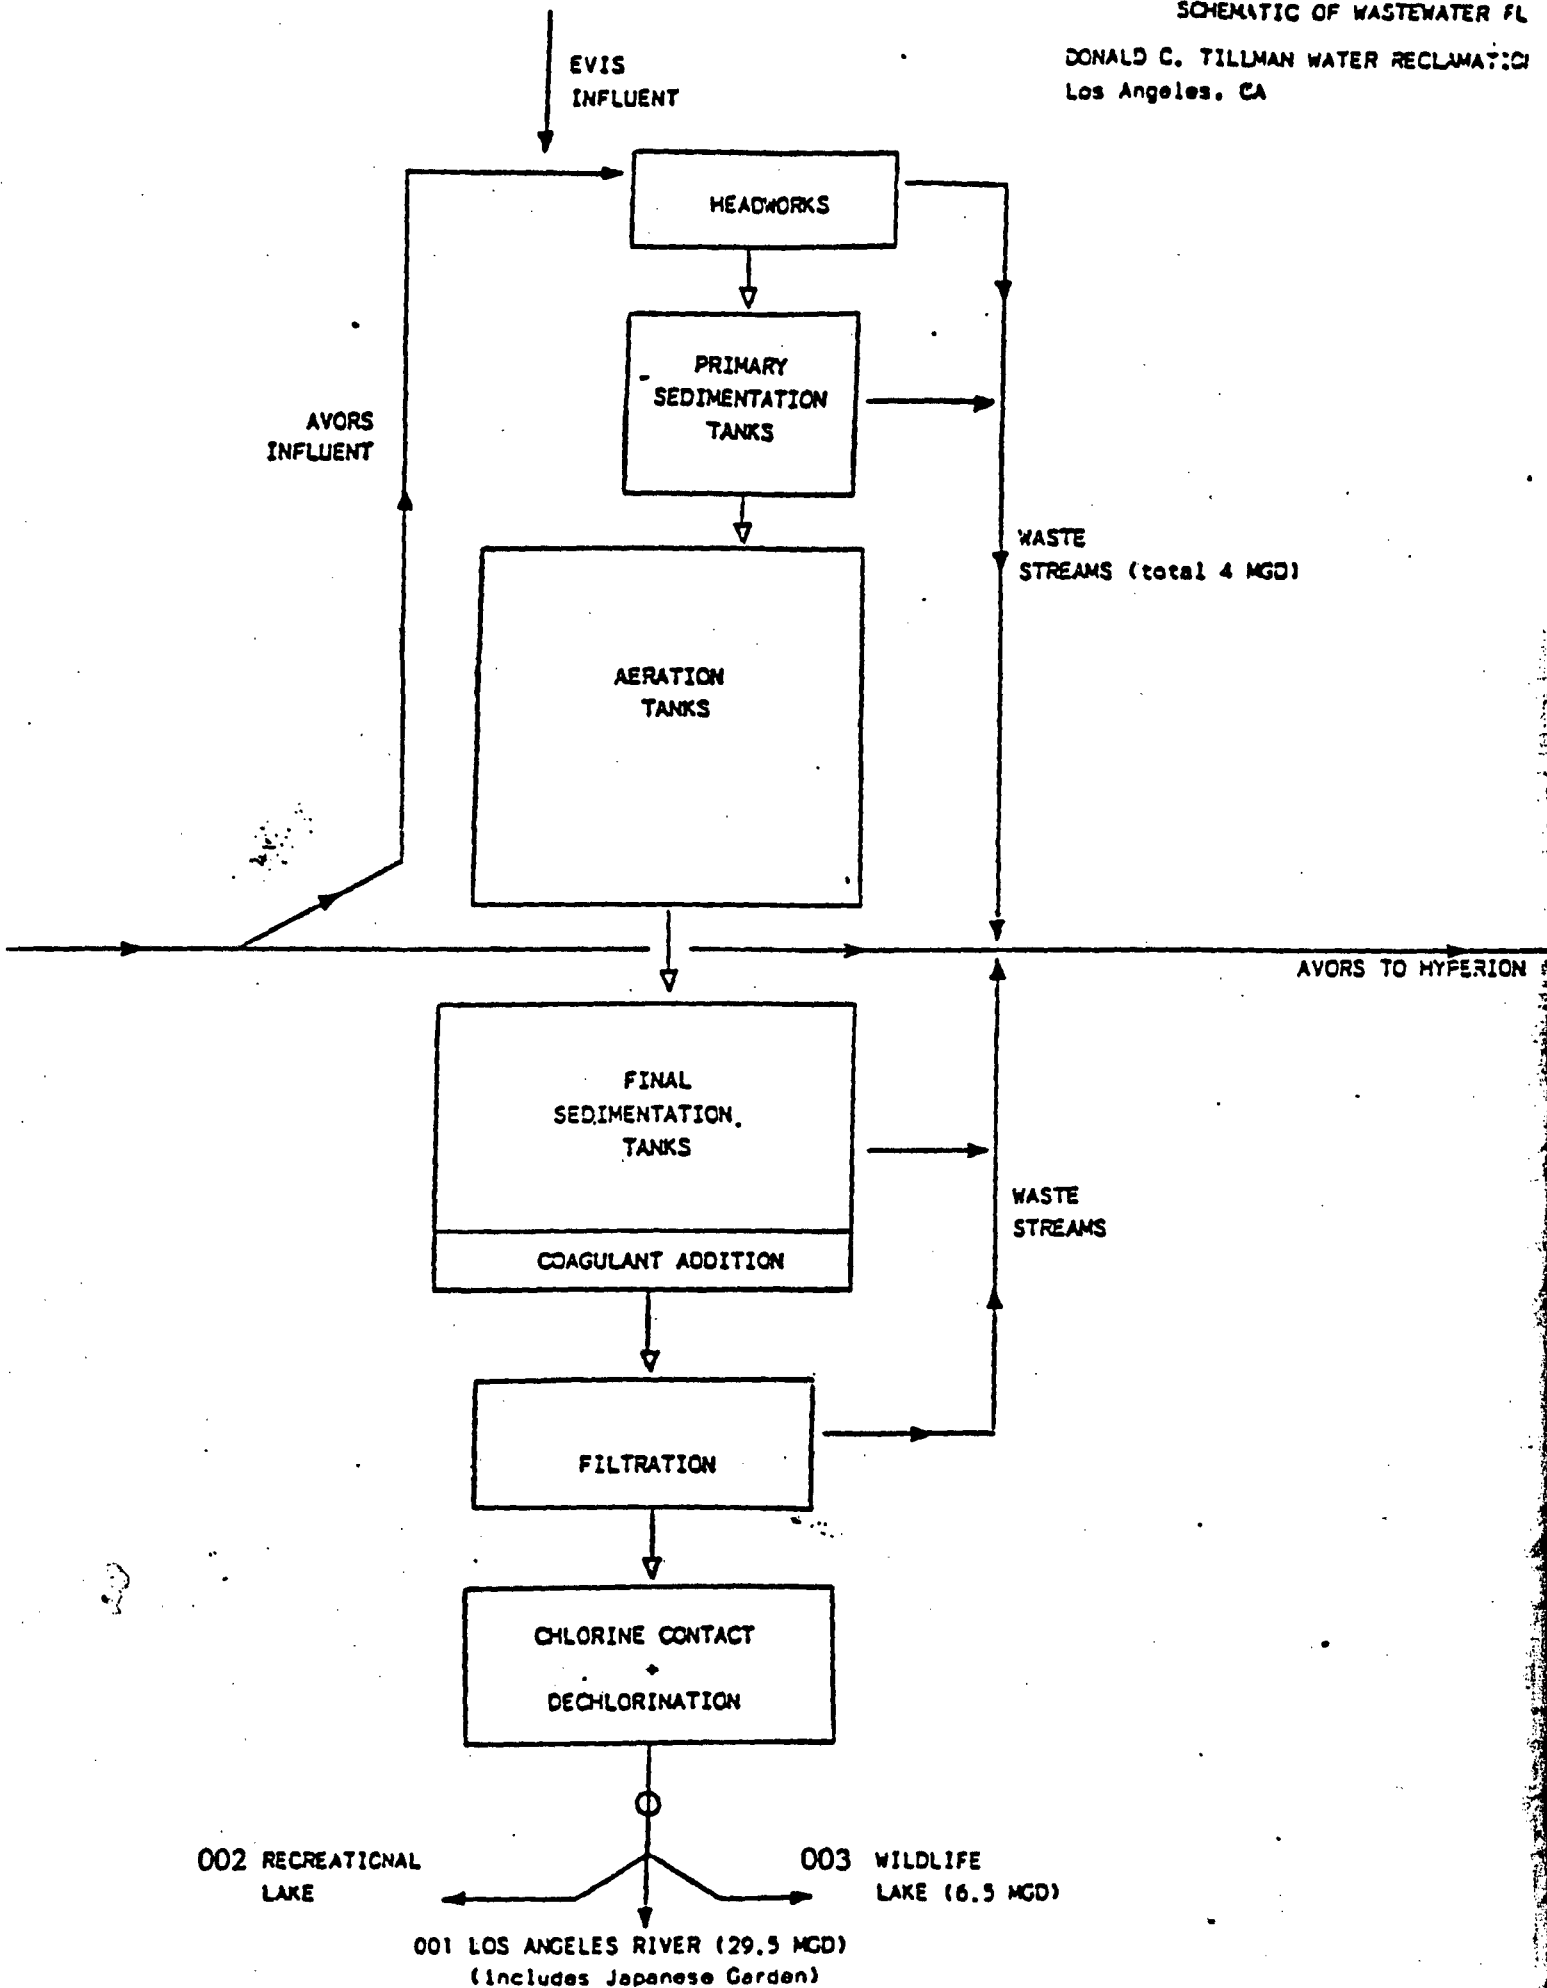 SCHEMATIC OF WASTEWATER FL
DONALD C. TILLMAN WATER RECLAMATIO
Los Angeles, CA
EVIS
INFLUENT
HEADWORKS
PRIMARY
SEDIMENTATION
TANKS
AVORS
INFLUENT
WASTE
STREAMS (total 4 MGD)
AERATION
TANKS
AVORS TO HYPERION
FINAL
SEDIMENTATION
TANKS
WASTE
STREAMS
COAGULANT ADDITION
FILTRATION
CHLORINE CONTACT
+
DECHLORINATION
002 RECREATIONAL
LAKE
003 WILDLIFE
LAKE (6.5 MGD)
001 LOS ANGELES RIVER (29.5 MGD)
(includes Japanese Garden)